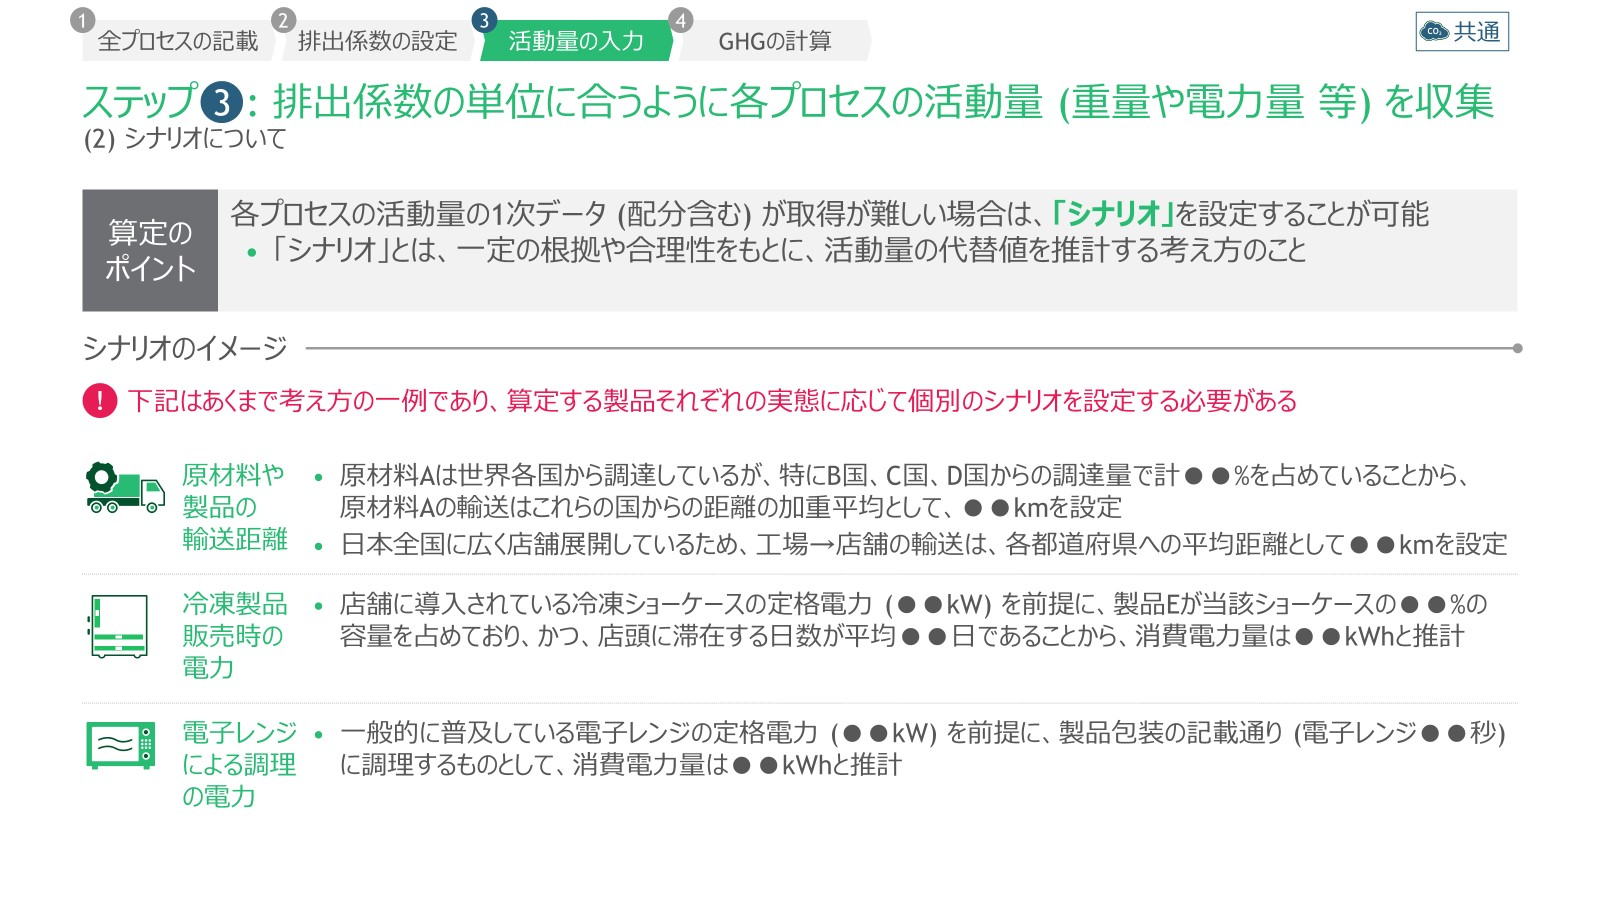 1 全プロセスの記載
2 排出係数の設定
3 活動量の入力
4 GHGの計算
CO₂ 共通
ステップ3: 排出係数の単位に合うように各プロセスの活動量 (重量や電力量 等) を収集
(2) シナリオについて
算定の
ポイント
各プロセスの活動量の1次データ (配分含む) が取得が難しい場合は、「シナリオ」を設定することが可能
• 「シナリオ」とは、一定の根拠や合理性をもとに、活動量の代替値を推計する考え方のこと
シナリオのイメージ
! 下記はあくまで考え方の一例であり、算定する製品それぞれの実態に応じて個別のシナリオを設定する必要がある
原材料や
製品の
輸送距離
• 原材料Aは世界各国から調達しているが、特にB国、C国、D国からの調達量で計●●%を占めていることから、
原材料Aの輸送はこれらの国からの距離の加重平均として、●●kmを設定
• 日本全国に広く店舗展開しているため、工場→店舗の輸送は、各都道府県への平均距離として●●kmを設定
冷凍製品
販売時の
電力
• 店舗に導入されている冷凍ショーケースの定格電力 (●●kW) を前提に、製品Eが当該ショーケースの●●%の
容量を占めており、かつ、店頭に滞在する日数が平均●●日であることから、消費電力量は●●kWhと推計
電子レンジ
による調理
の電力
• 一般的に普及している電子レンジの定格電力 (●●kW) を前提に、製品包装の記載通り (電子レンジ●●秒)
に調理するものとして、消費電力量は●●kWhと推計